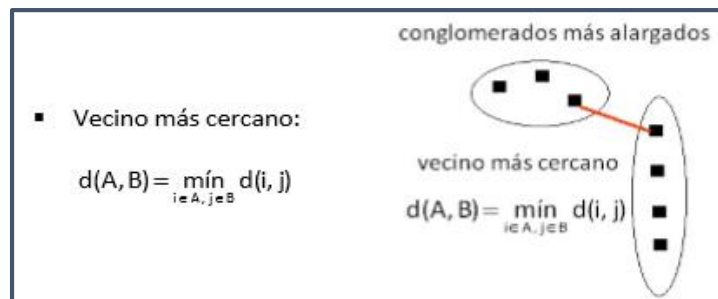 conglomerados más alargados
▪ Vecino más cercano:
d(A, B) = mín d(i, j)
i∈A, j∈B
vecino más cercano
d(A, B) = mín d(i, j)
i∈A, j∈B